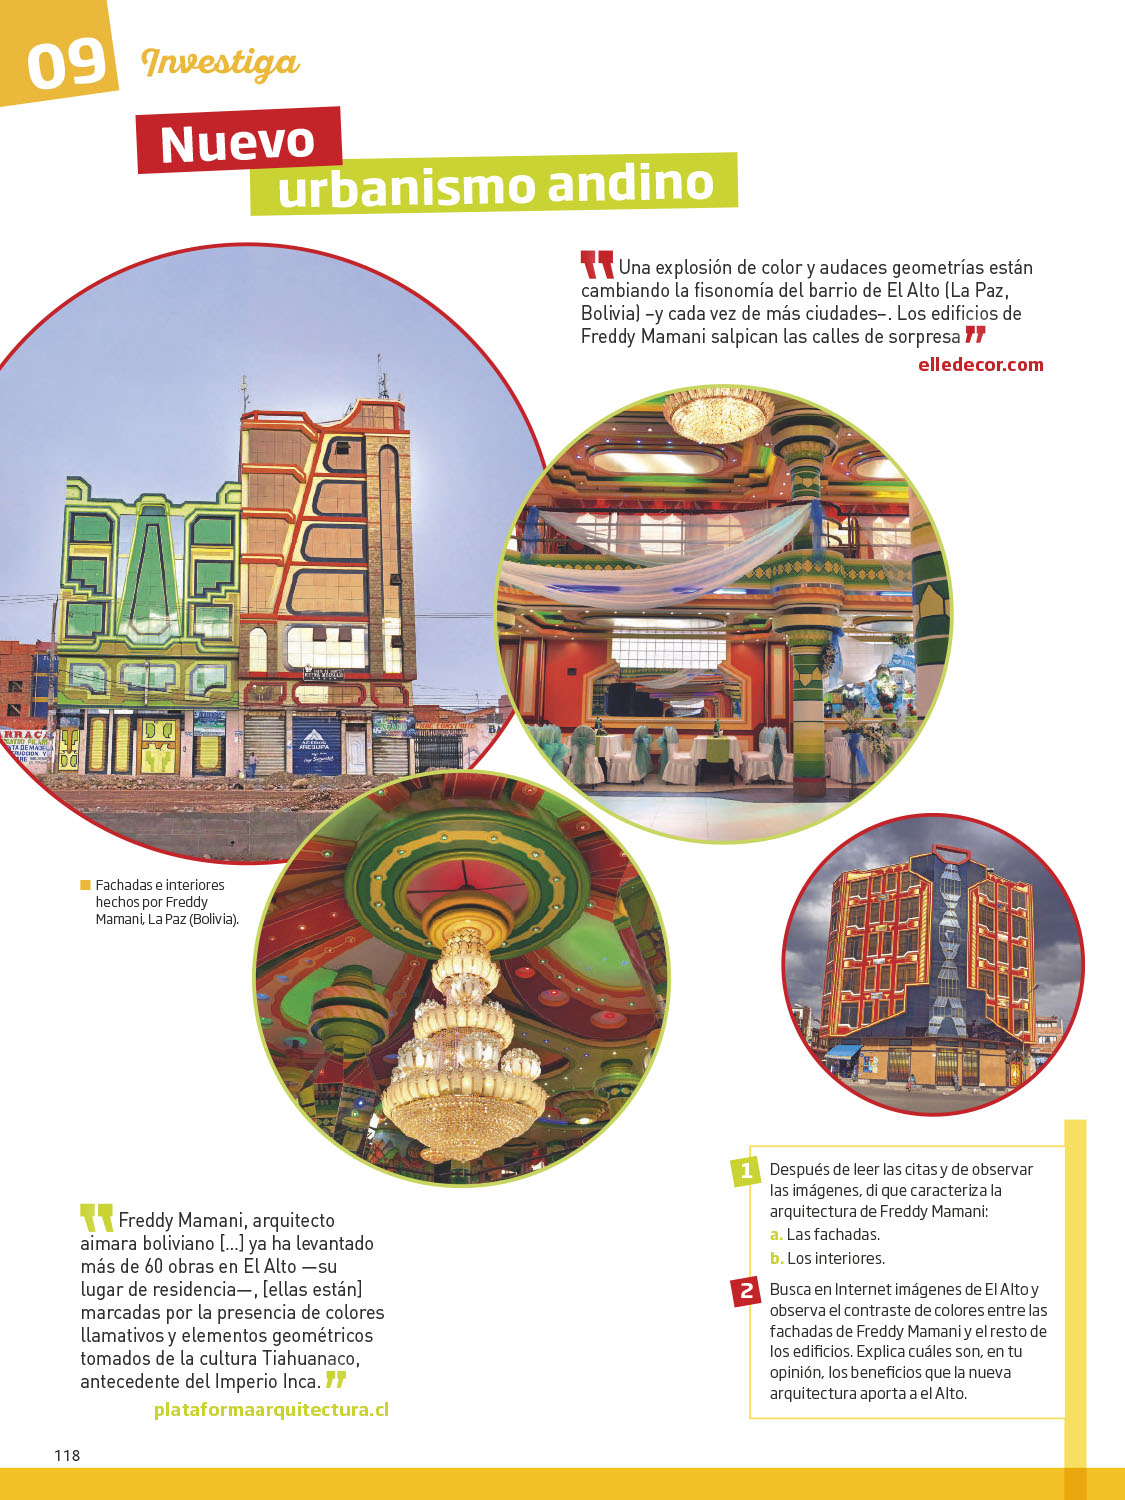 09
Investiga
Nuevo
urbanismo andino
Una explosión de color y audaces geometrías están
cambiando la fisonomía del barrio de El Alto (La Paz,
Bolivia) –y cada vez de más ciudades–. Los edificios de
Freddy Mamani salpican las calles de sorpresa
elledecor.com
ACEROS
AREQUIPA
Fachadas e interiores
hechos por Freddy
Mamani, La Paz (Bolivia).
Freddy Mamani, arquitecto
aimara boliviano [...] ya ha levantado
más de 60 obras en El Alto —su
lugar de residencia—, [ellas están]
marcadas por la presencia de colores
llamativos y elementos geométricos
tomados de la cultura Tiahuanaco,
antecedente del Imperio Inca.
plataformaarquitectura.cl
1 Después de leer las citas y de observar
las imágenes, di que caracteriza la
arquitectura de Freddy Mamani:
a. Las fachadas.
b. Los interiores.
2 Busca en Internet imágenes de El Alto y
observa el contraste de colores entre las
fachadas de Freddy Mamani y el resto de
los edificios. Explica cuáles son, en tu
opinión, los beneficios que la nueva
arquitectura aporta a el Alto.
118